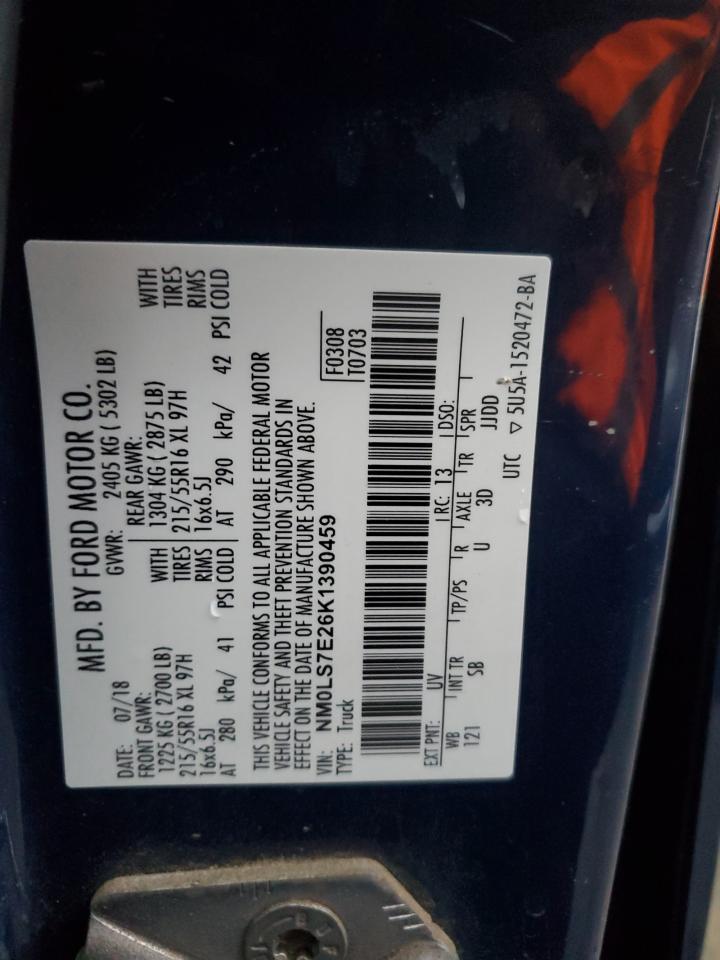 MFD. BY FORD MOTOR CO.
DATE: 07/18 GVWR: 2405 KG ( 5302 LB)
FRONT GAWR: REAR GAWR:
1225 KG ( 2700 LB) WITH 1304 KG ( 2875 LB) WITH
215/55R16 XL 97H TIRES 215/55R16 XL 97H TIRES
16x6.5J RIMS 16x6.5J RIMS
AT 280 kPa/ 41 PSI COLD AT 290 kPa/ 42 PSI COLD
THIS VEHICLE CONFORMS TO ALL APPLICABLE FEDERAL MOTOR
VEHICLE SAFETY AND THEFT PREVENTION STANDARDS IN
EFFECT ON THE DATE OF MANUFACTURE SHOWN ABOVE.
VIN: NM0LS7E26K1390459 F0308
TYPE: Truck T0703
EXT PNT: UV RC: 13 DSO:
WB INT TR TP/PS R AXLE TR SPR
121 SB U 3D JJDD
UTC ▽ 5U5A-1520472-BA